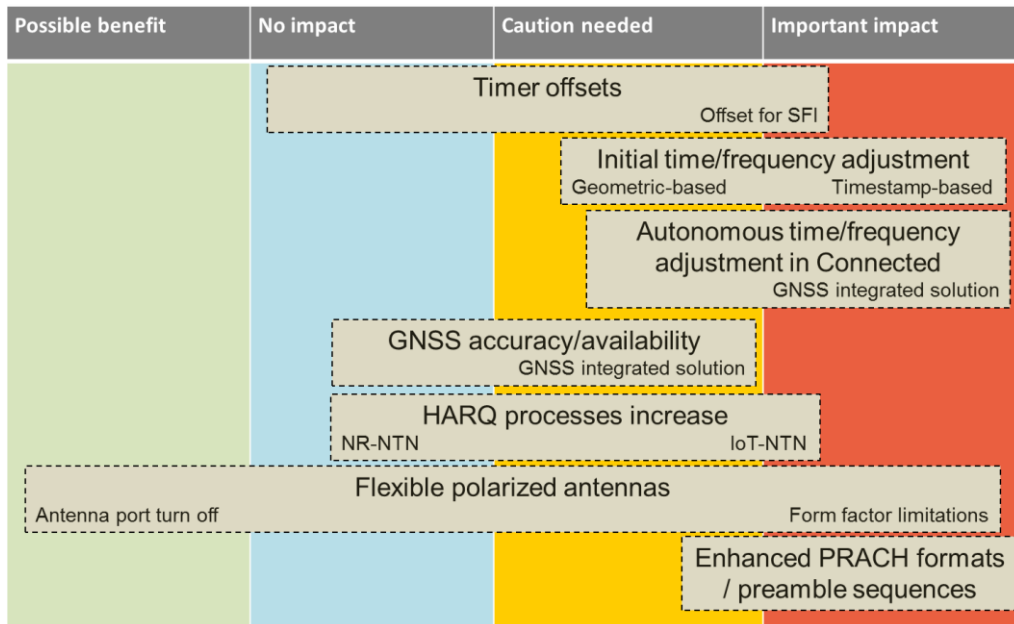 Possible benefit No impact Caution needed Important impact
Timer offsets
Offset for SFI
Initial time/frequency adjustment
Geometric-based Timestamp-based
Autonomous time/frequency
adjustment in Connected
GNSS integrated solution
GNSS accuracy/availability
GNSS integrated solution
HARQ processes increase
NR-NTN IoT-NTN
Flexible polarized antennas
Antenna port turn off Form factor limitations
Enhanced PRACH formats
/ preamble sequences